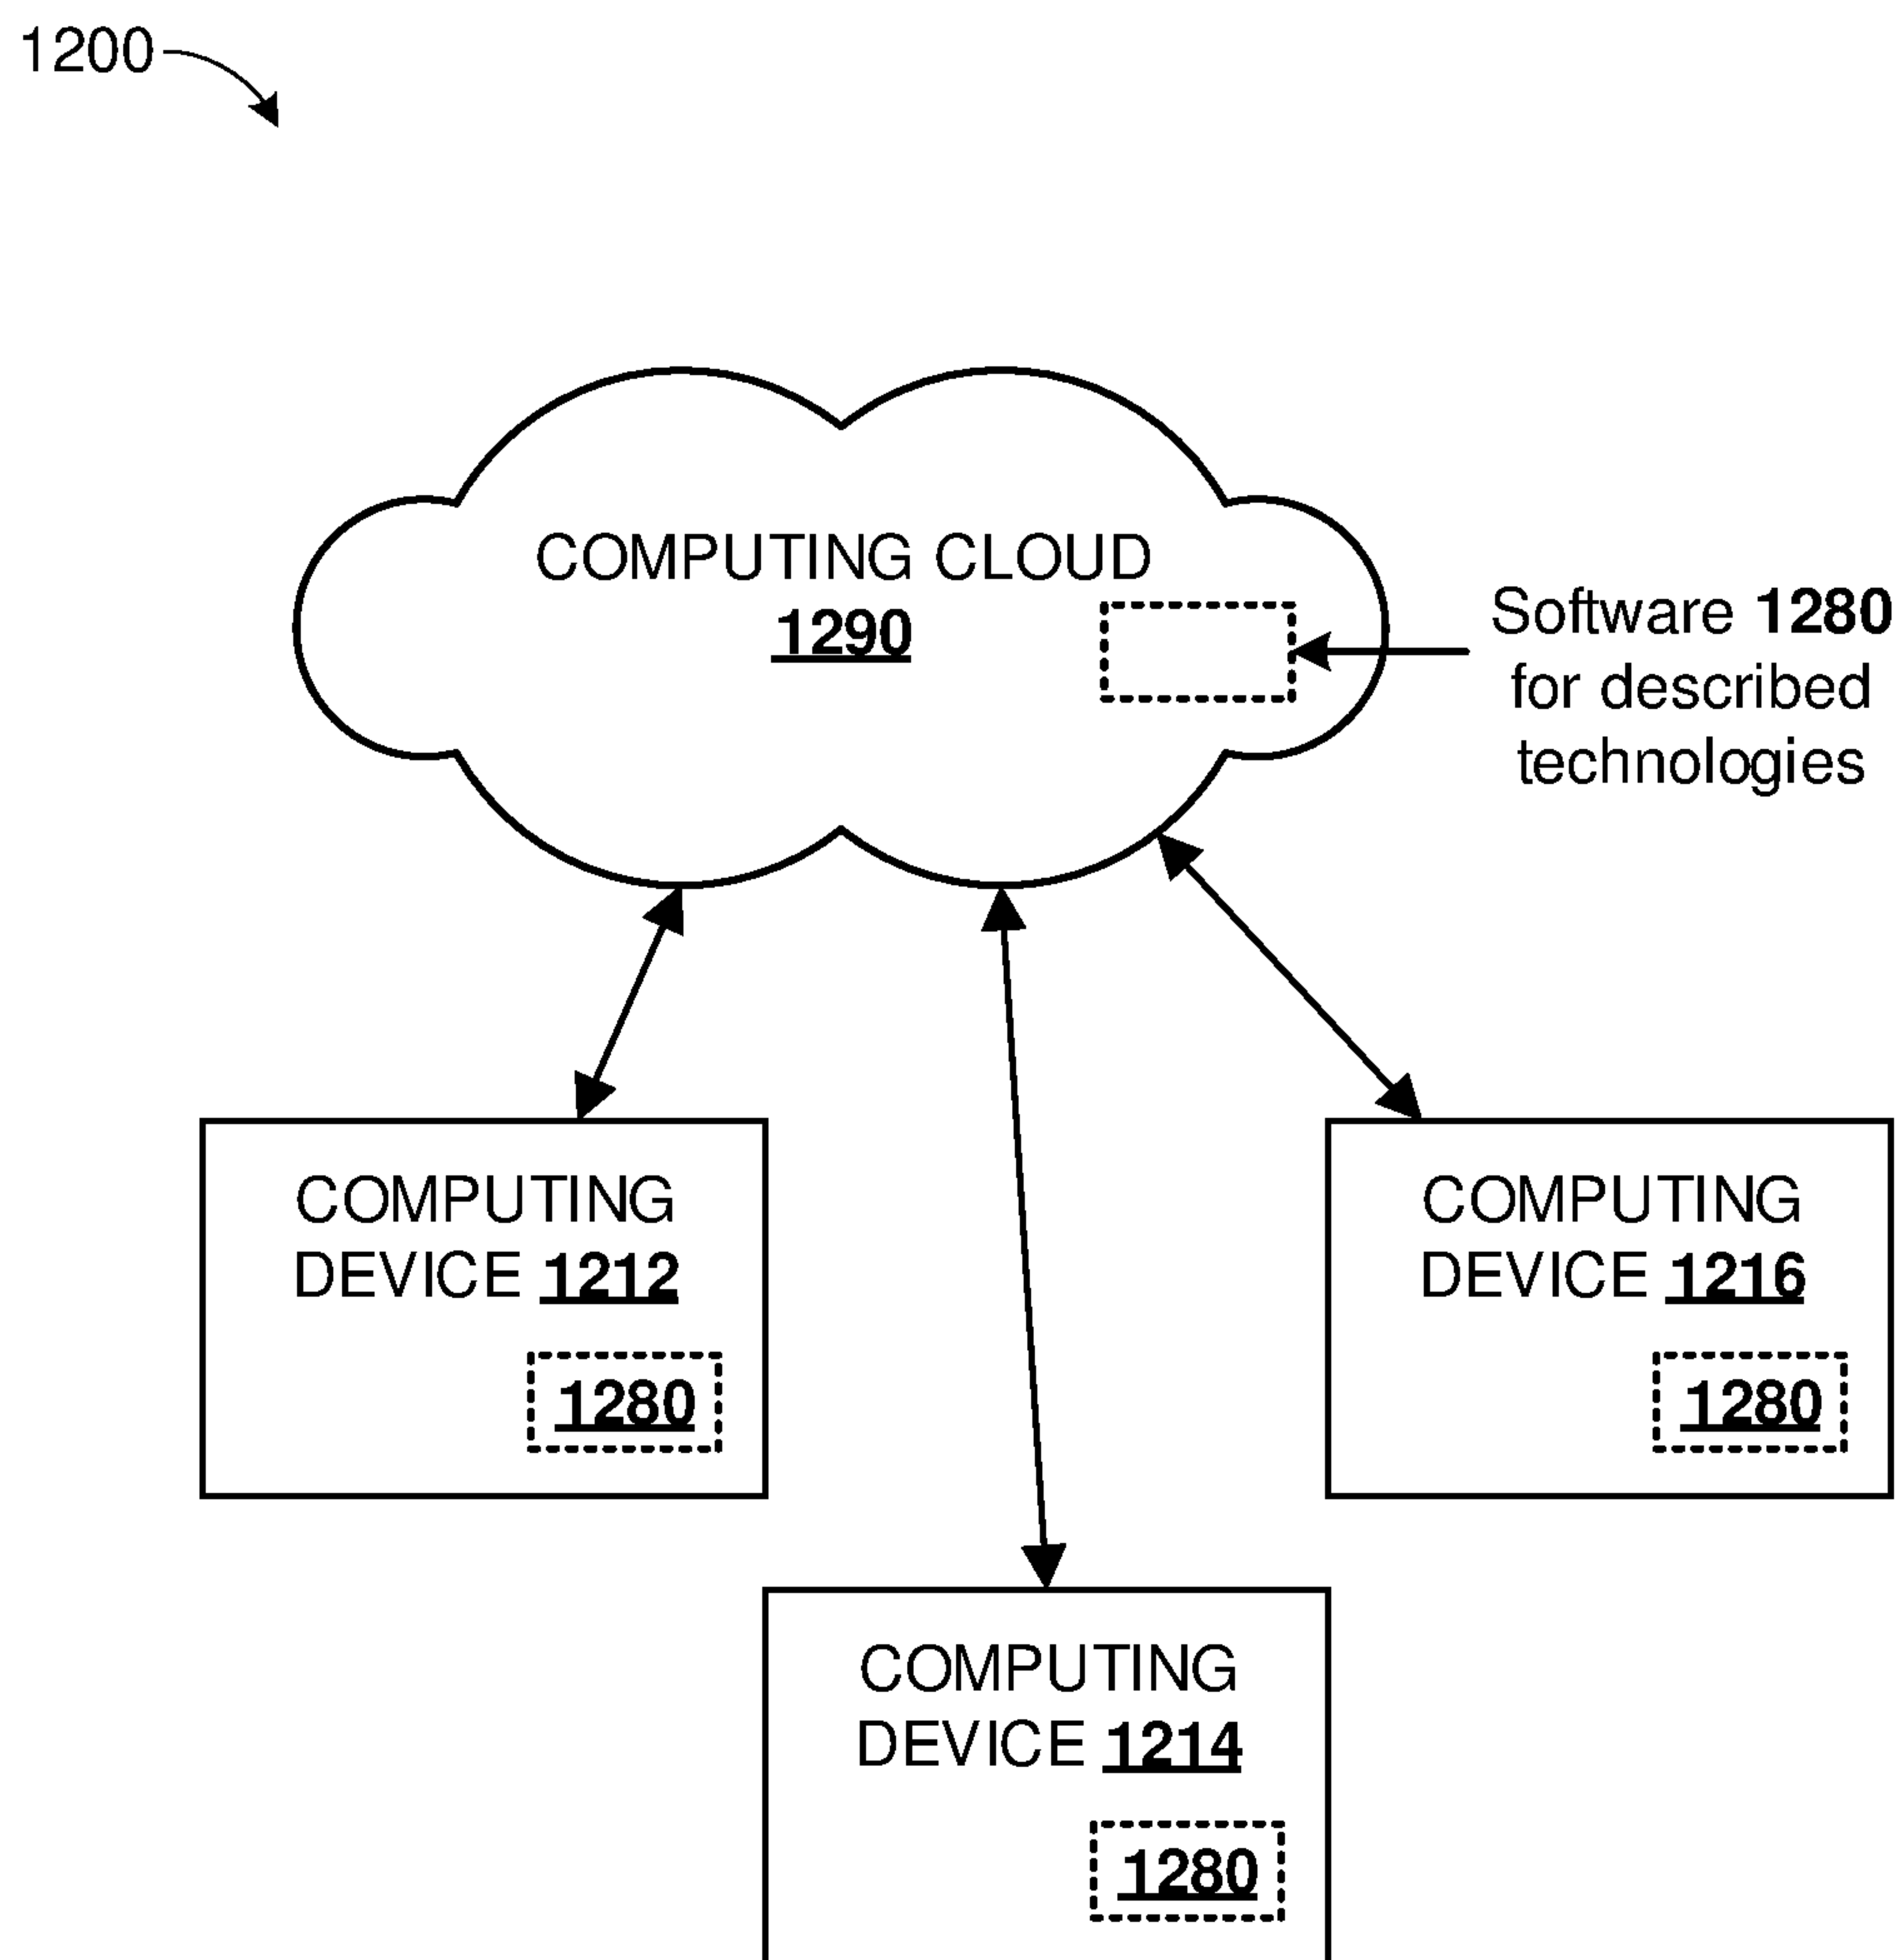 1200
COMPUTING CLOUD
1290
Software 1280
for described
technologies
COMPUTING
DEVICE 1212
1280
COMPUTING
DEVICE 1216
1280
COMPUTING
DEVICE 1214
1280